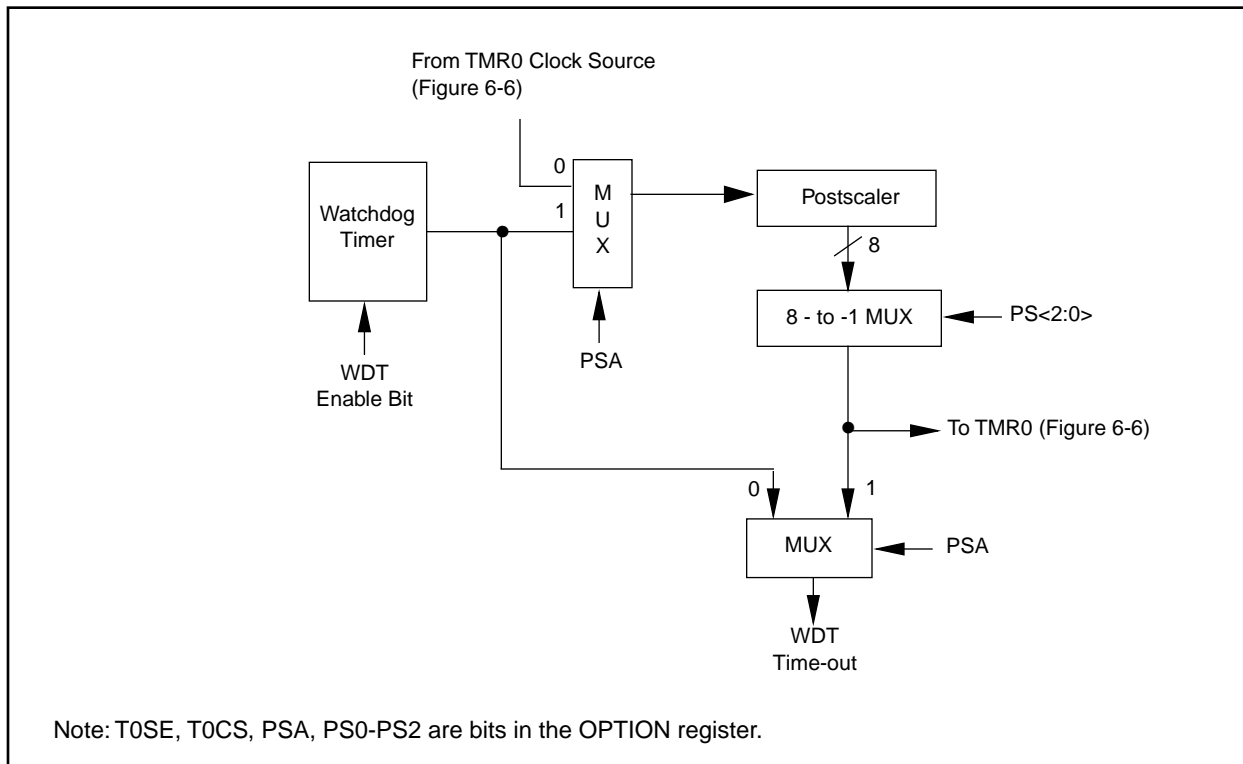 From TMR0 Clock Source
(Figure 6-6)
0
1
M
U
X
Watchdog
Timer
Postscaler
8
8 - to -1 MUX
PS<2:0>
PSA
WDT
Enable Bit
To TMR0 (Figure 6-6)
0
1
MUX
PSA
WDT
Time-out
Note: T0SE, T0CS, PSA, PS0-PS2 are bits in the OPTION register.